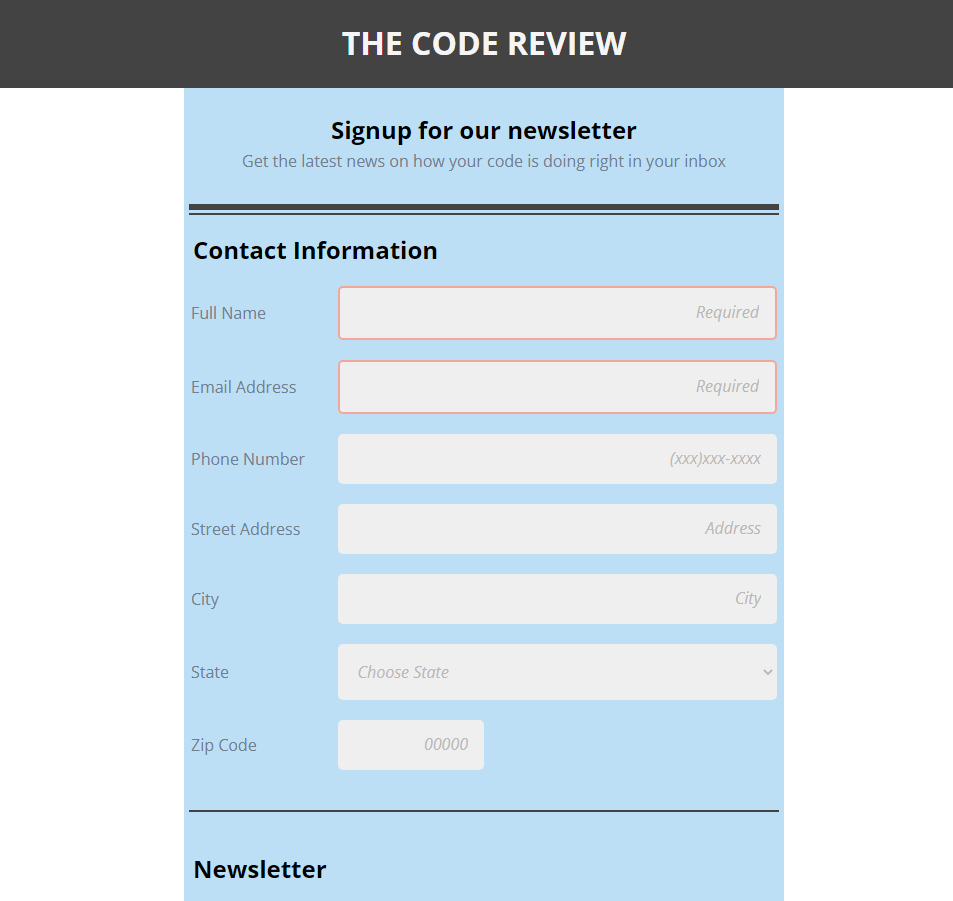 THE CODE REVIEW
Signup for our newsletter
Get the latest news on how your code is doing right in your inbox
Contact Information
Full Name Required
Email Address Required
Phone Number (xxx)xxx-xxxx
Street Address Address
City City
State Choose State
Zip Code 00000
Newsletter